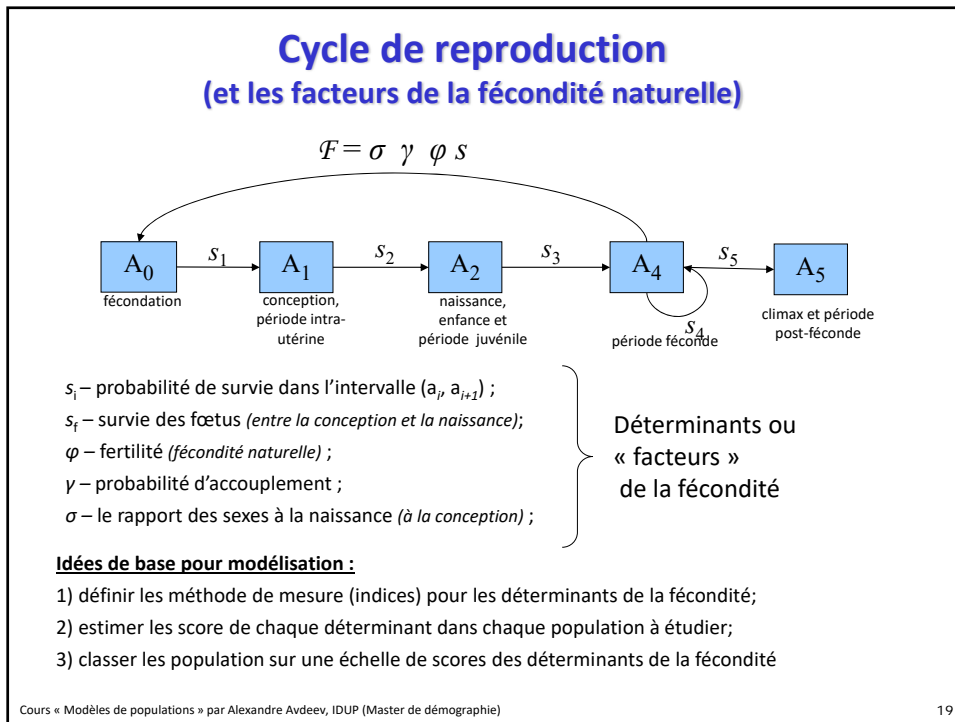 Cycle de reproduction
(et les facteurs de la fécondité naturelle)
F = σ γ φ s
A0 s1 A1 s2 A2 s3 A4 s5 A5
fécondation
conception,
période intra-
utérine
naissance,
enfance et
période juvénile
s4
période féconde
climax et période
post-féconde
si – probabilité de survie dans l’intervalle (ai, ai+1) ;
sf – survie des fœtus (entre la conception et la naissance);
φ – fertilité (fécondité naturelle) ;
γ – probabilité d'accouplement ;
σ – le rapport des sexes à la naissance (à la conception) ;
Déterminants ou
« facteurs »
de la fécondité
Idées de base pour modélisation :
1) définir les méthode de mesure (indices) pour les déterminants de la fécondité;
2) estimer les score de chaque déterminant dans chaque population à étudier;
3) classer les population sur une échelle de scores des déterminants de la fécondité
Cours « Modèles de populations » par Alexandre Avdeev, IDUP (Master de démographie)
19